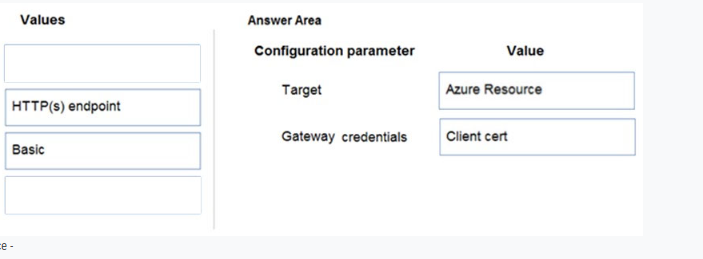 Values
Answer Area
Configuration parameter Value
Target Azure Resource
HTTP(s) endpoint
Gateway credentials Client cert
Basic